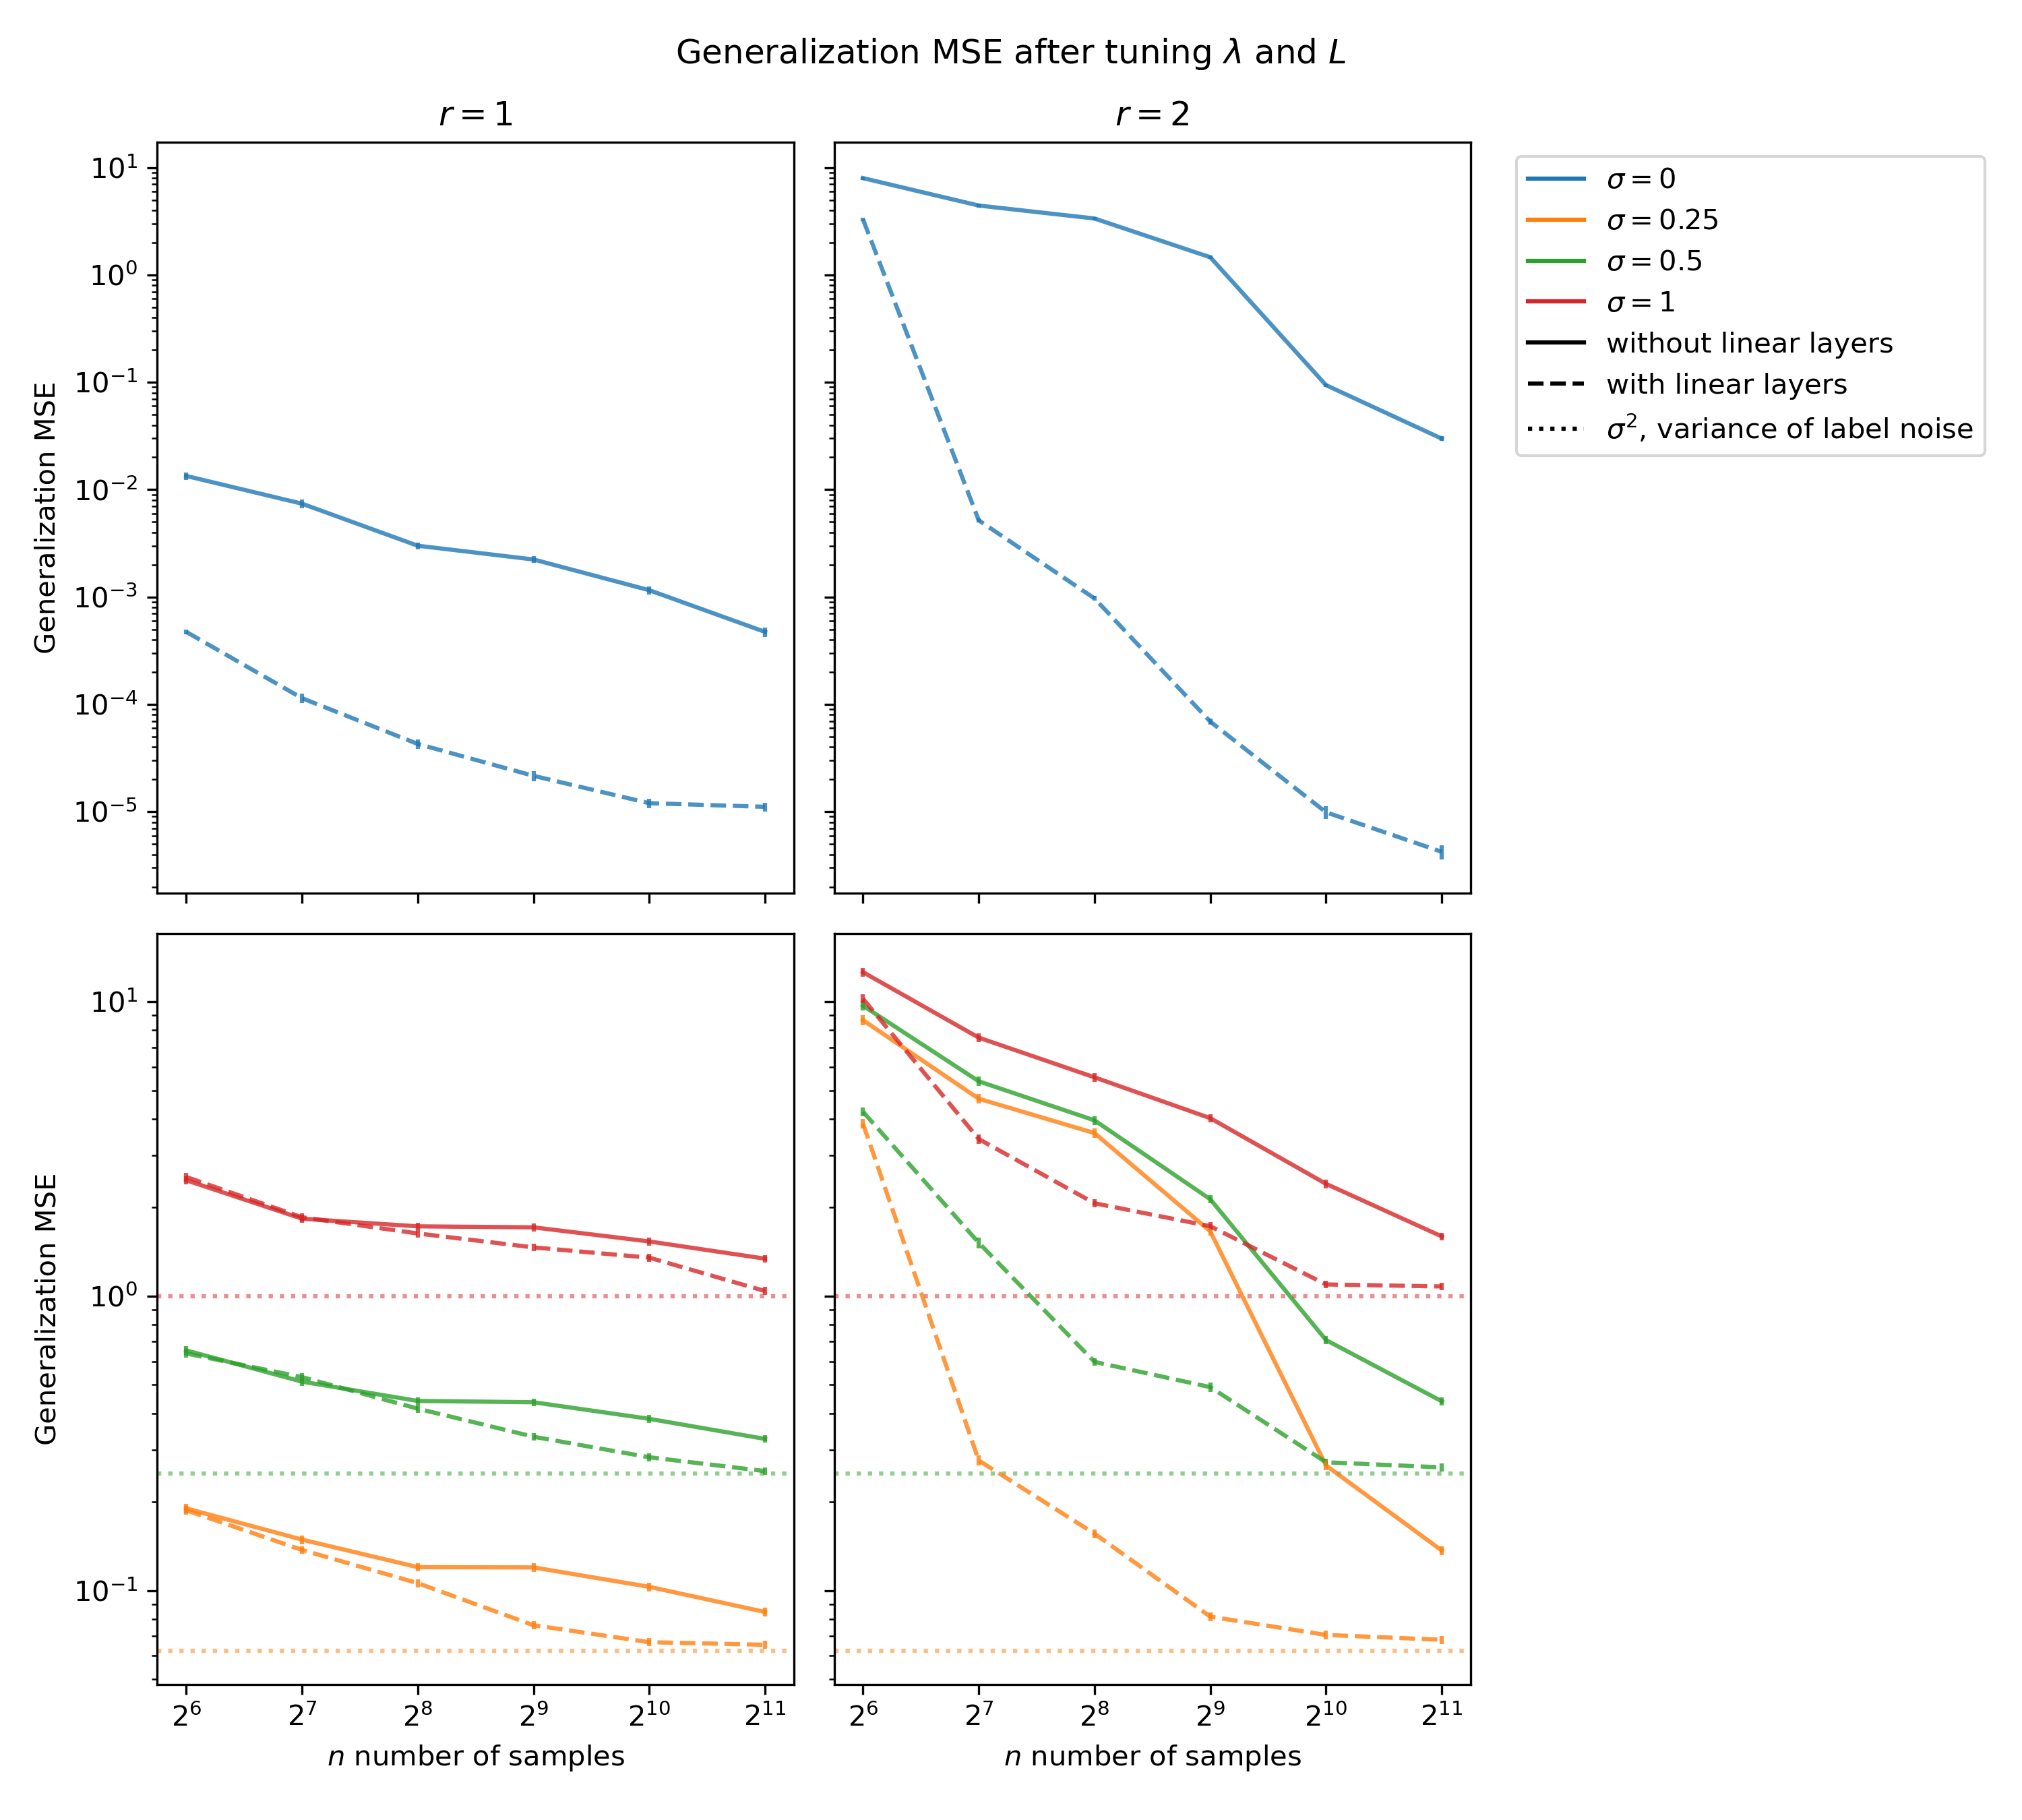 Generalization MSE after tuning λ and L
r = 1
r = 2
10¹
10⁰
10⁻¹
10⁻²
10⁻³
10⁻⁴
10⁻⁵
Generalization MSE
σ = 0
σ = 0.25
σ = 0.5
σ = 1
without linear layers
with linear layers
σ², variance of label noise
10¹
10⁰
10⁻¹
Generalization MSE
2⁶ 2⁷ 2⁸ 2⁹ 2¹⁰ 2¹¹
n number of samples
2⁶ 2⁷ 2⁸ 2⁹ 2¹⁰ 2¹¹
n number of samples